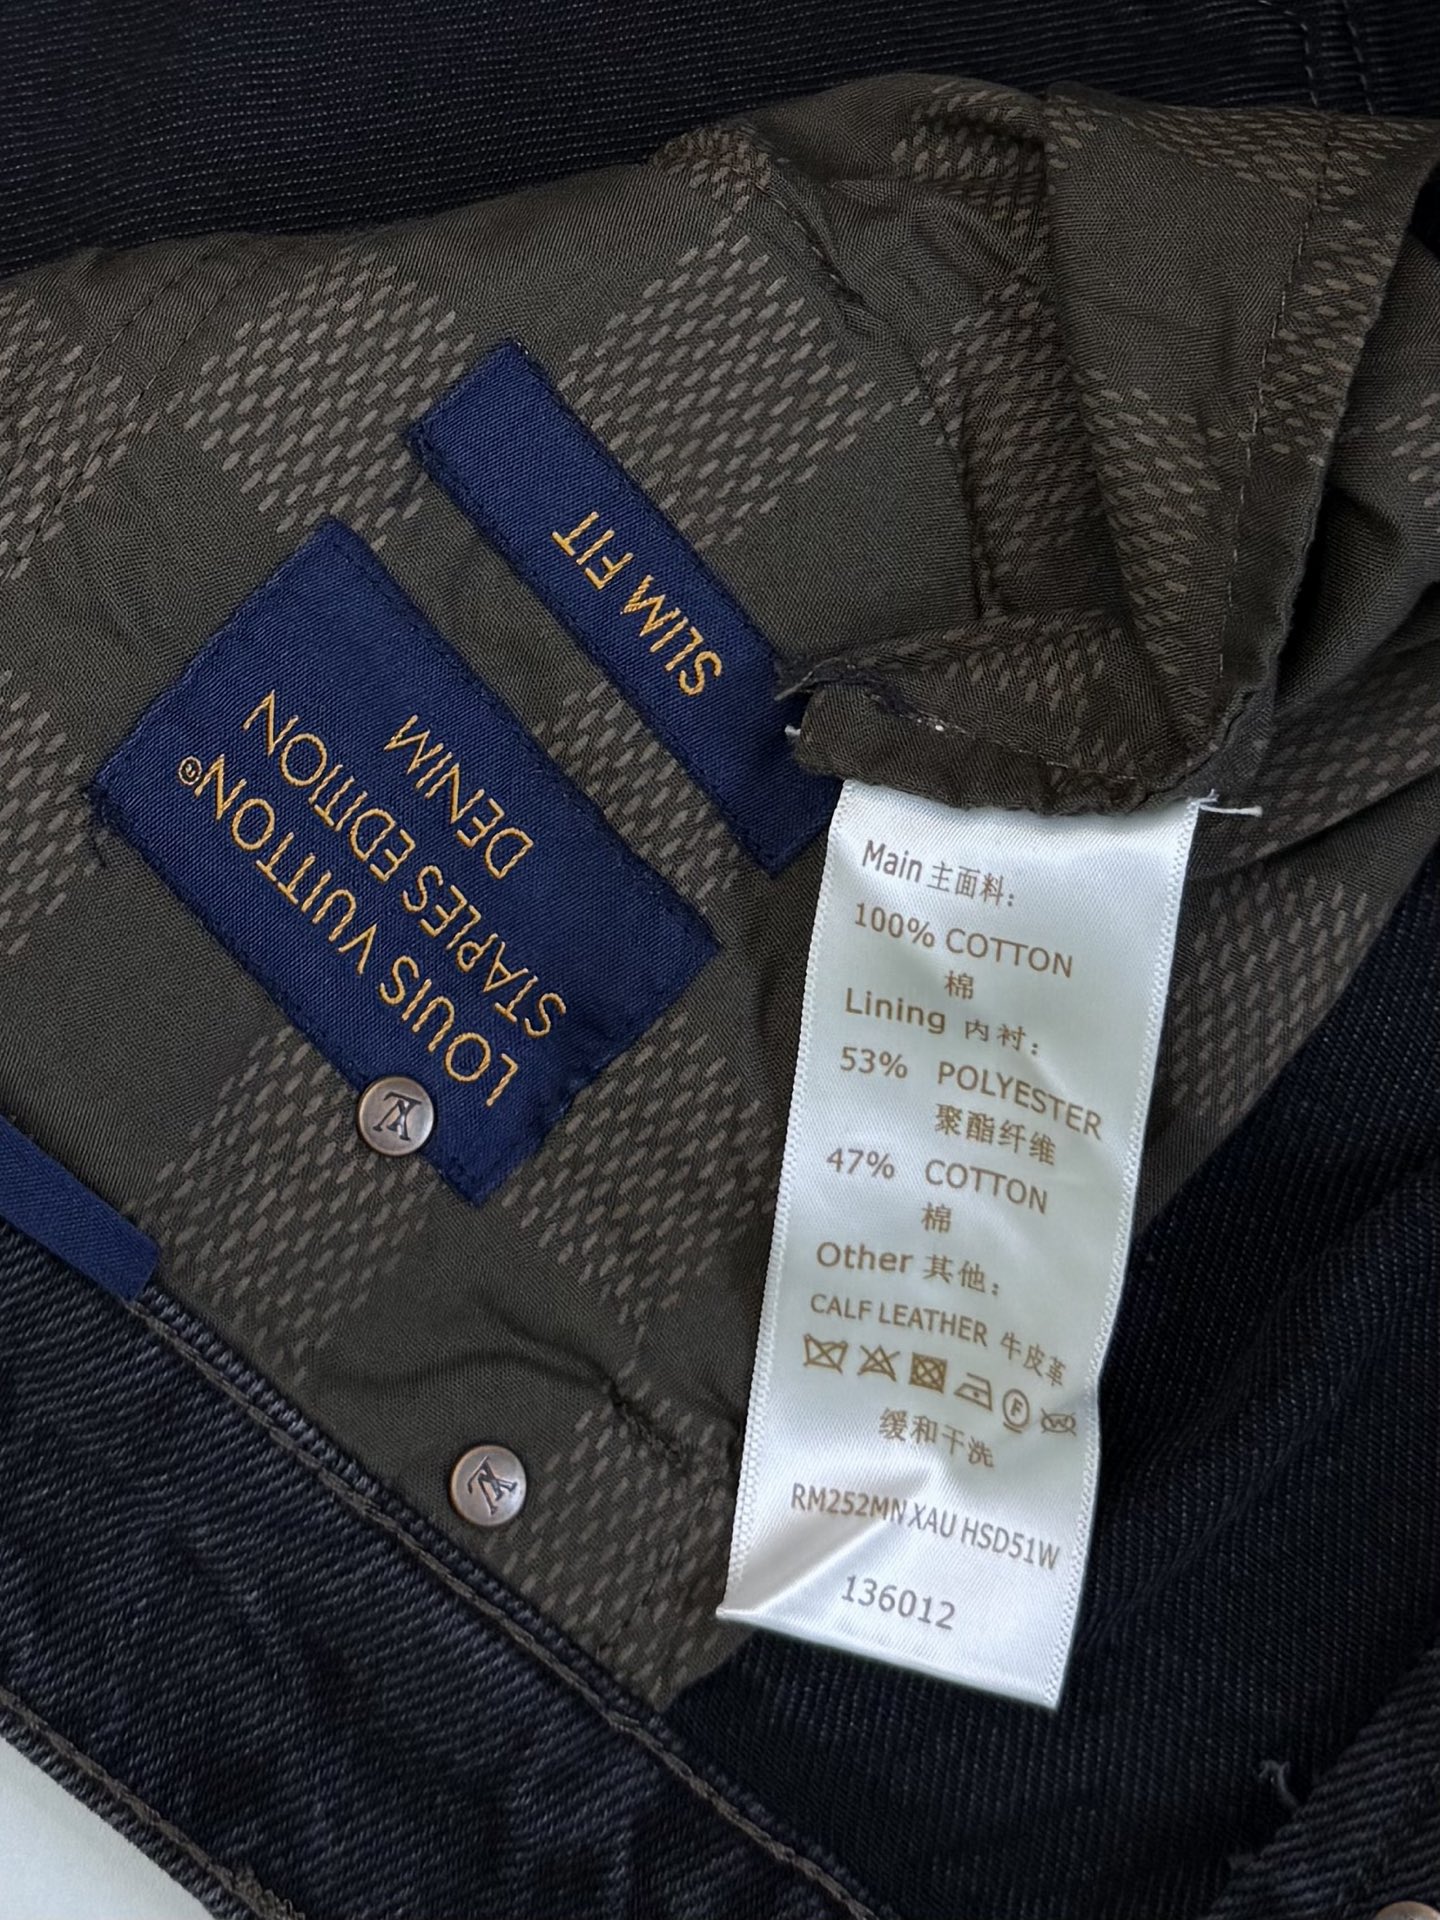 SLIM FIT
LOUIS VUITTON®
STAPLES EDITION
DENIM
LV
LV
Main 主面料:
100% COTTON
棉
Lining 内衬:
53% POLYESTER
聚酯纤维
47% COTTON
棉
Other 其他:
CALF LEATHER 牛皮革
F W
缓和干洗
RM252MN XAU HSD51W
136012